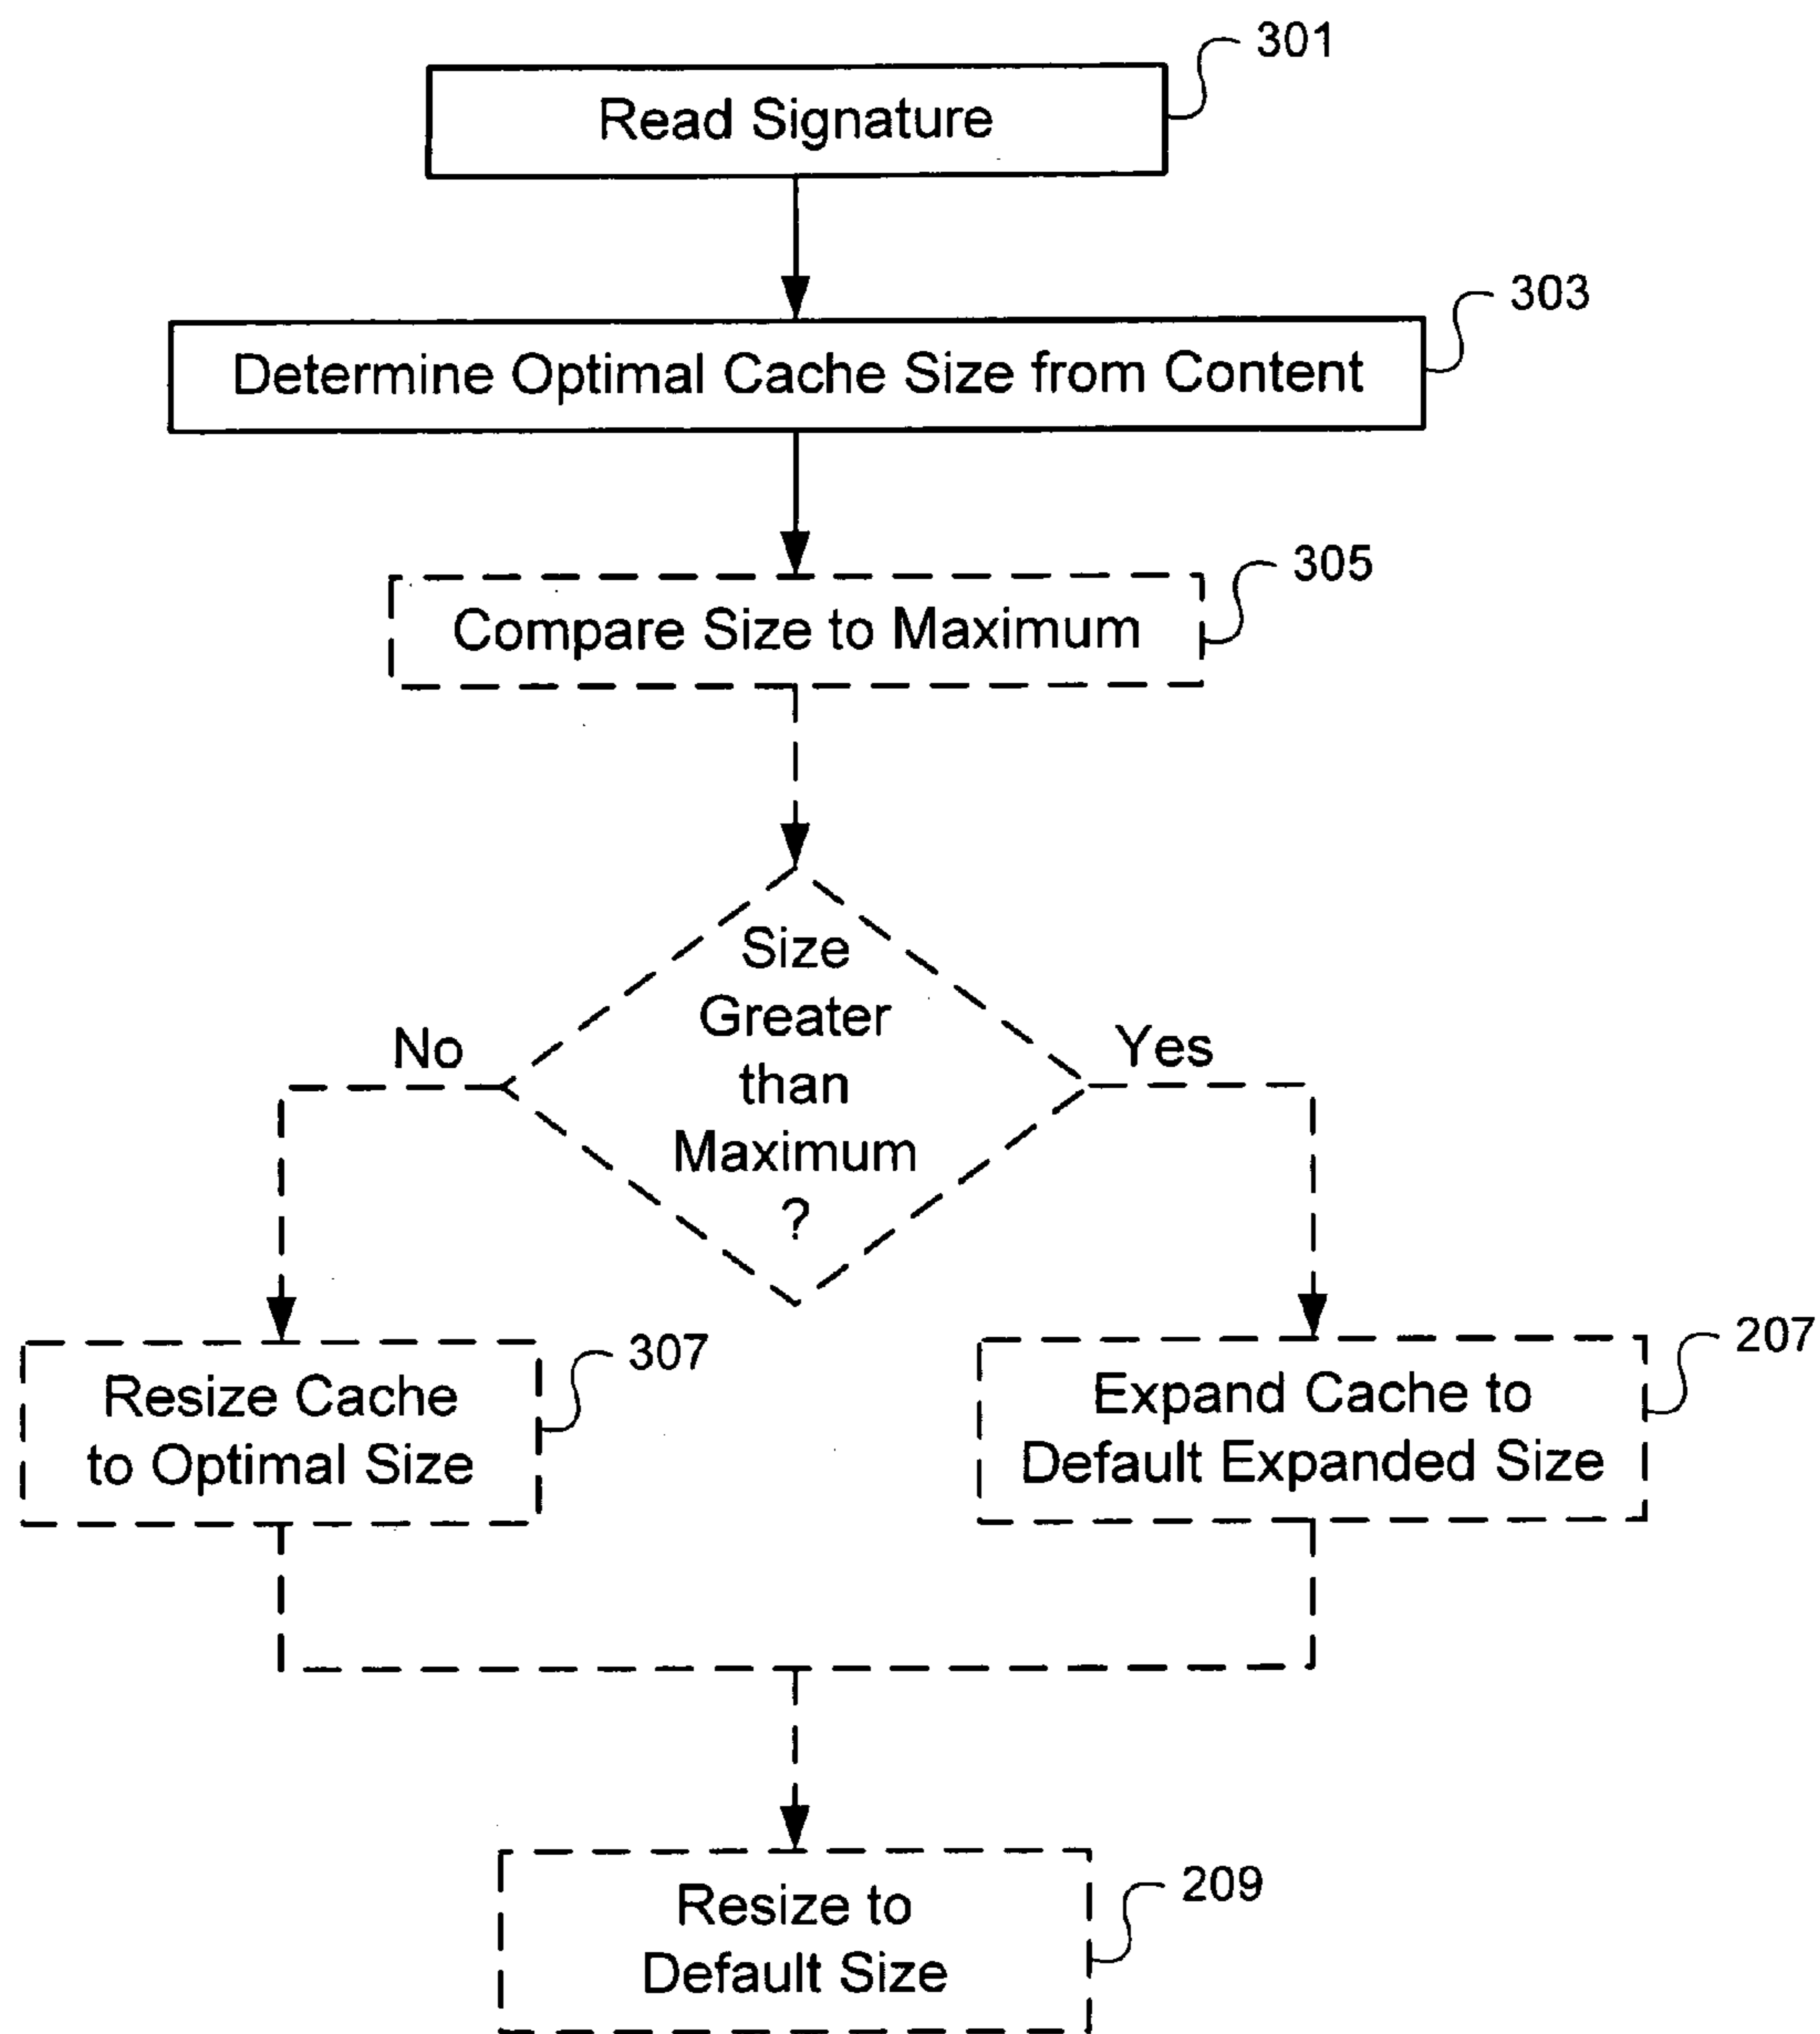 301
Read Signature
303
Determine Optimal Cache Size from Content
305
Compare Size to Maximum
Size
Greater
than
Maximum
?
No
Yes
307
Resize Cache
to Optimal Size
207
Expand Cache to
Default Expanded Size
209
Resize to
Default Size